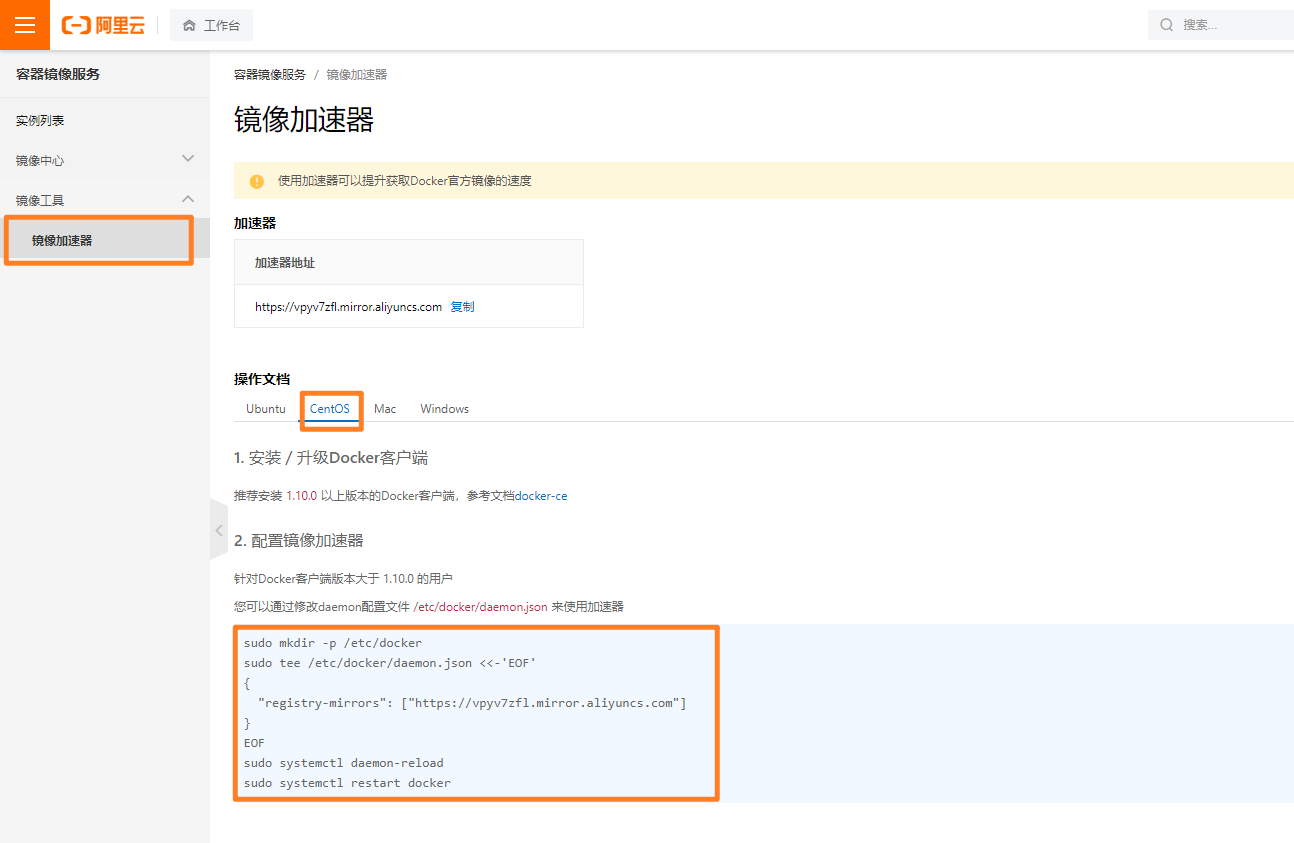 阿里云
工作台
搜索...
容器镜像服务
实例列表
镜像中心
镜像工具
镜像加速器
容器镜像服务 / 镜像加速器
镜像加速器
使用加速器可以提升获取Docker官方镜像的速度
加速器
加速器地址
https://vpyv7zfl.mirror.aliyuncs.com 复制
操作文档
Ubuntu CentOS Mac Windows
1. 安装 / 升级Docker客户端
推荐安装 1.10.0 以上版本的Docker客户端，参考文档docker-ce
2. 配置镜像加速器
针对Docker客户端版本大于 1.10.0 的用户
您可以通过修改daemon配置文件 /etc/docker/daemon.json 来使用加速器
sudo mkdir -p /etc/docker
sudo tee /etc/docker/daemon.json <<-'EOF'
{
  "registry-mirrors": ["https://vpyv7zfl.mirror.aliyuncs.com"]
}
EOF
sudo systemctl daemon-reload
sudo systemctl restart docker